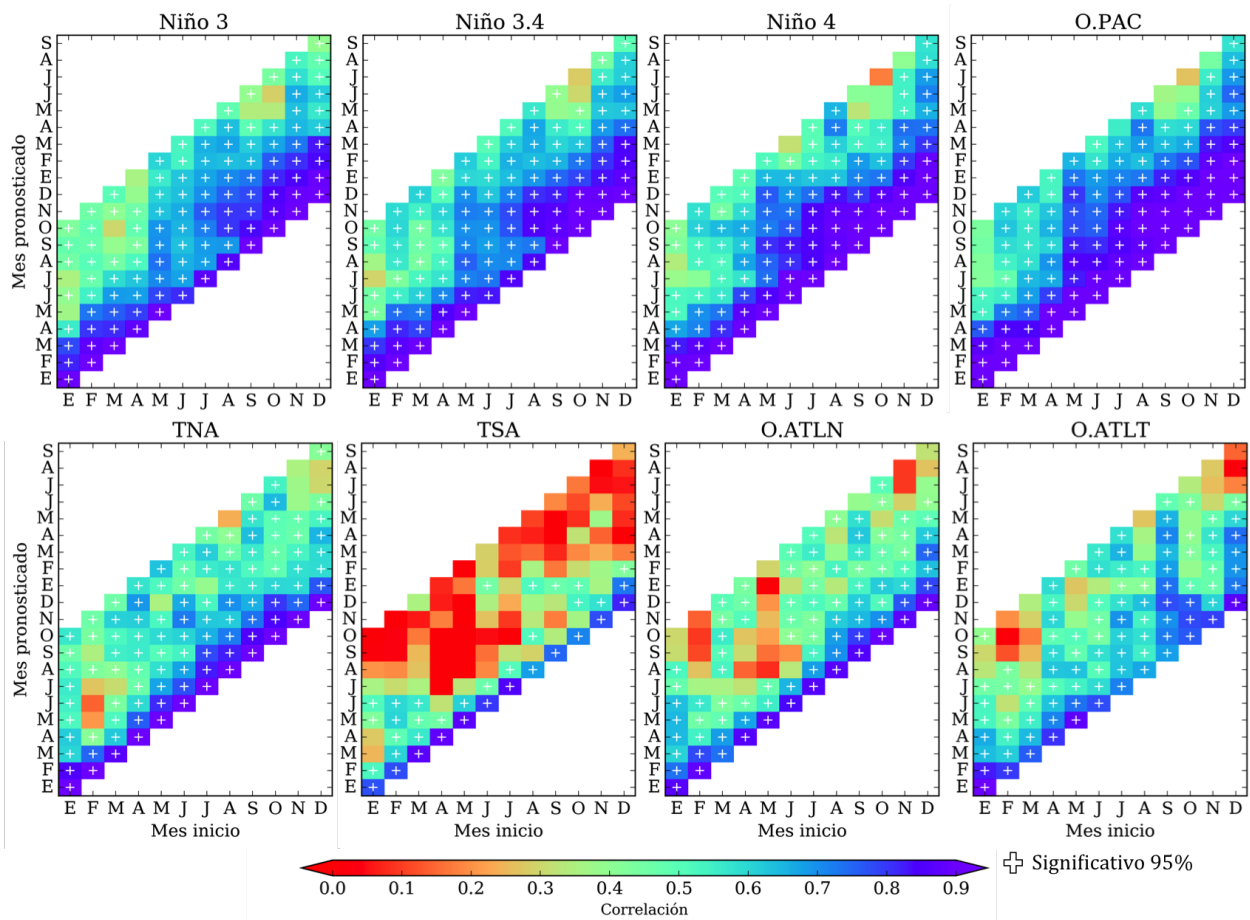 Niño 3 Niño 3.4 Niño 4 O.PAC
Mes pronosticado
S S S S
A A A A
J J J J
J J J J
M M M M
A A A A
M M M M
F F F F
E E E E
D D D D
N N N N
O O O O
S S S S
A A A A
J J J J
J J J J
M M M M
A A A A
M M M M
F F F F
E E E E
E F M A M J J A S O N D E F M A M J J A S O N D E F M A M J J A S O N D E F M A M J J A S O N D
TNA TSA O.ATLN O.ATLT
Mes pronosticado
S S S S
A A A A
J J J J
J J J J
M M M M
A A A A
M M M M
F F F F
E E E E
D D D D
N N N N
O O O O
S S S S
A A A A
J J J J
J J J J
M M M M
A A A A
M M M M
F F F F
E E E E
E F M A M J J A S O N D E F M A M J J A S O N D E F M A M J J A S O N D E F M A M J J A S O N D
Mes inicio Mes inicio Mes inicio Mes inicio
Significativo 95%
0.0 0.1 0.2 0.3 0.4 0.5 0.6 0.7 0.8 0.9
Correlación